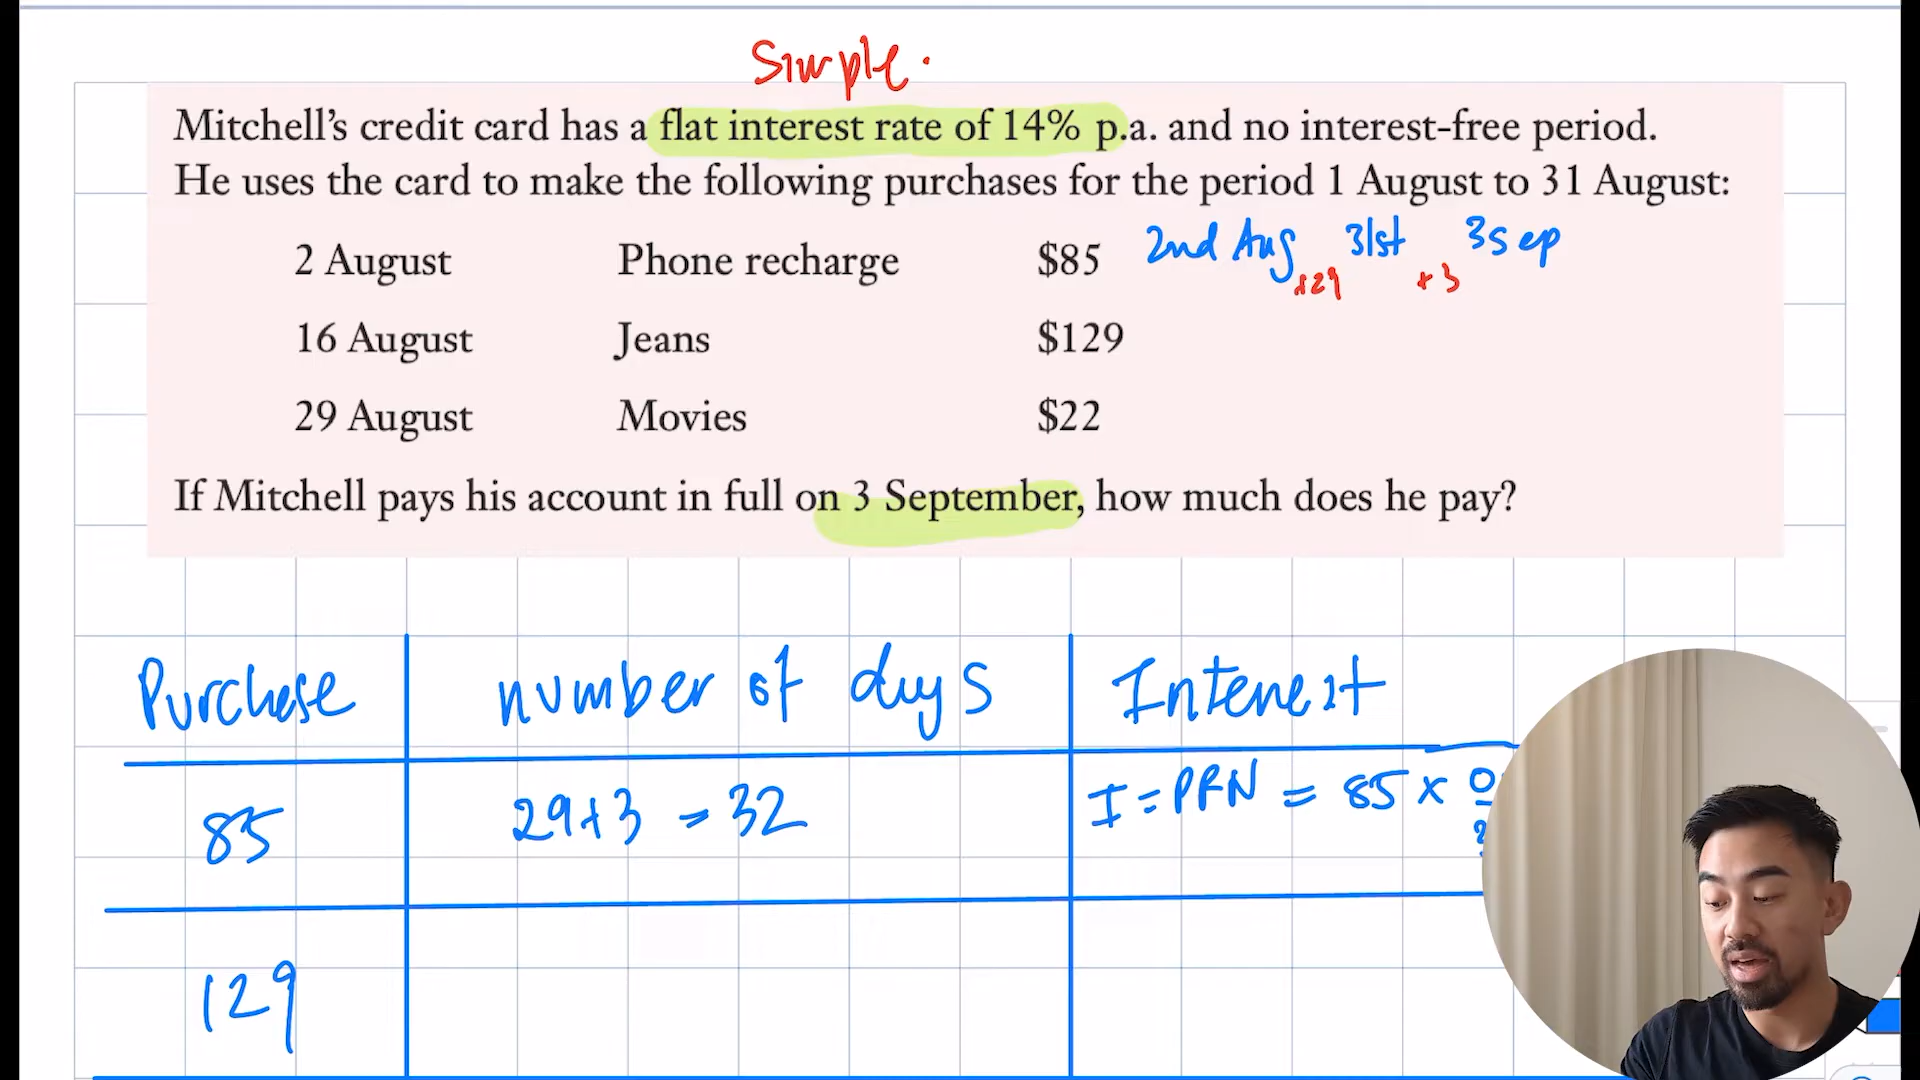 Simple.
Mitchell's credit card has a flat interest rate of 14% p.a. and no interest-free period.
He uses the card to make the following purchases for the period 1 August to 31 August:
2 August Phone recharge $85 2nd Aug 31st 3 Sep
+29 +3
16 August Jeans $129
29 August Movies $22
If Mitchell pays his account in full on 3 September, how much does he pay?
Purchase number of days Interest
85 29+3 = 32 I = PRN = 85 × 0
129